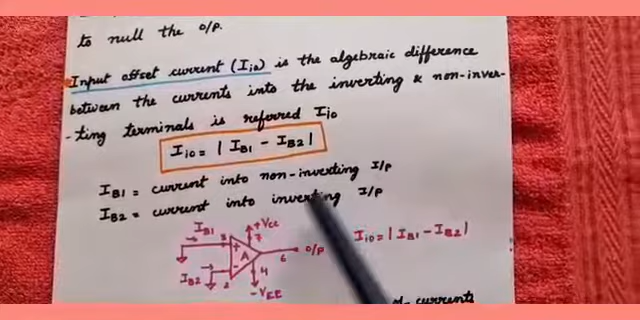 to null the o/p.
Input offset current (Iio) is the algebraic difference
between the currents into the inverting & non-inver-
-ting terminals is referred Iio
Iio = | IB1 - IB2 |
IB1 = current into non-inverting I/p
IB2 = current into inverting I/p
IB1 3 + A 7 +Vcc 6 o/p
IB2 2 - 4 -VEE
Iio = | IB1 - IB2 |
currents